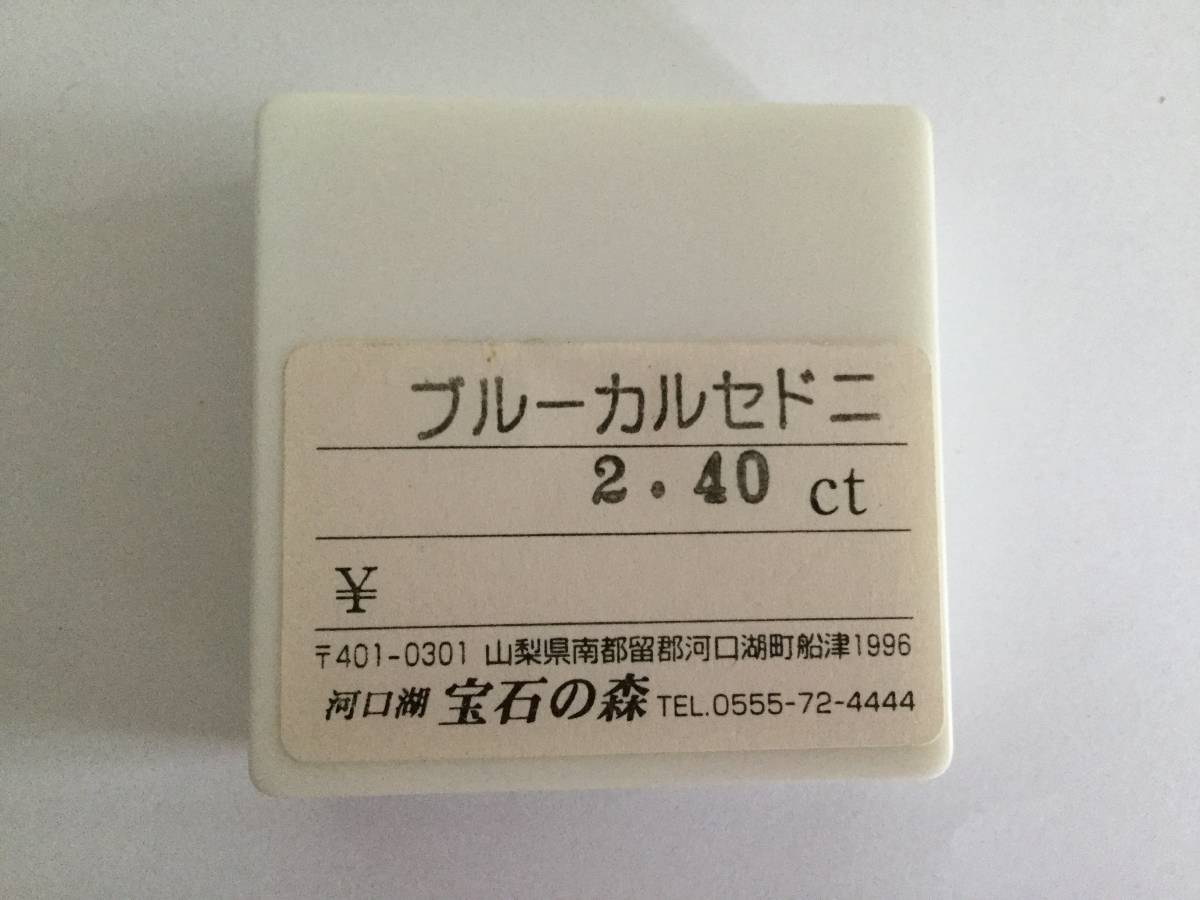 ブルーカルセドニ
2.40 ct
¥
〒401-0301 山梨県南都留郡河口湖町船津1996
河口湖 宝石の森 TEL.0555-72-4444